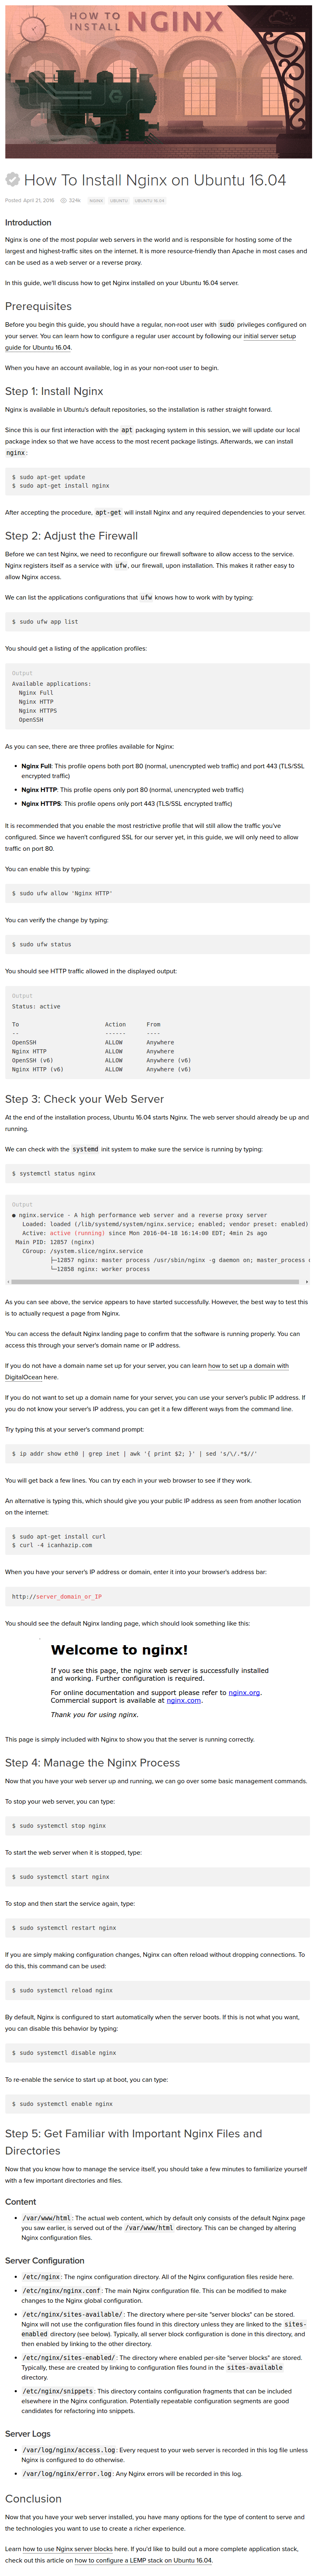 HOW TO
INSTALL NGINX
How To Install Nginx on Ubuntu 16.04
Posted April 21, 2016 324k NGINX UBUNTU UBUNTU 16.04
Introduction
Nginx is one of the most popular web servers in the world and is responsible for hosting some of the
largest and highest-traffic sites on the internet. It is more resource-friendly than Apache in most cases and
can be used as a web server or a reverse proxy.
In this guide, we'll discuss how to get Nginx installed on your Ubuntu 16.04 server.
Prerequisites
Before you begin this guide, you should have a regular, non-root user with sudo privileges configured on
your server. You can learn how to configure a regular user account by following our initial server setup
guide for Ubuntu 16.04.
When you have an account available, log in as your non-root user to begin.
Step 1: Install Nginx
Nginx is available in Ubuntu's default repositories, so the installation is rather straight forward.
Since this is our first interaction with the apt packaging system in this session, we will update our local
package index so that we have access to the most recent package listings. Afterwards, we can install
nginx:
$ sudo apt-get update
$ sudo apt-get install nginx
After accepting the procedure, apt-get will install Nginx and any required dependencies to your server.
Step 2: Adjust the Firewall
Before we can test Nginx, we need to reconfigure our firewall software to allow access to the service.
Nginx registers itself as a service with ufw, our firewall, upon installation. This makes it rather easy to
allow Nginx access.
We can list the applications configurations that ufw knows how to work with by typing:
$ sudo ufw app list
You should get a listing of the application profiles:
Output
Available applications:
Nginx Full
Nginx HTTP
Nginx HTTPS
OpenSSH
As you can see, there are three profiles available for Nginx:
• Nginx Full: This profile opens both port 80 (normal, unencrypted web traffic) and port 443 (TLS/SSL
encrypted traffic)
• Nginx HTTP: This profile opens only port 80 (normal, unencrypted web traffic)
• Nginx HTTPS: This profile opens only port 443 (TLS/SSL encrypted traffic)
It is recommended that you enable the most restrictive profile that will still allow the traffic you've
configured. Since we haven't configured SSL for our server yet, in this guide, we will only need to allow
traffic on port 80.
You can enable this by typing:
$ sudo ufw allow 'Nginx HTTP'
You can verify the change by typing:
$ sudo ufw status
You should see HTTP traffic allowed in the displayed output:
Output
Status: active
To Action From
-- ------ ----
OpenSSH ALLOW Anywhere
Nginx HTTP ALLOW Anywhere
OpenSSH (v6) ALLOW Anywhere (v6)
Nginx HTTP (v6) ALLOW Anywhere (v6)
Step 3: Check your Web Server
At the end of the installation process, Ubuntu 16.04 starts Nginx. The web server should already be up and
running.
We can check with the systemd init system to make sure the service is running by typing:
$ systemctl status nginx
Output
● nginx.service - A high performance web server and a reverse proxy server
Loaded: loaded (/lib/systemd/system/nginx.service; enabled; vendor preset: enabled)
Active: active (running) since Mon 2016-04-18 16:14:00 EDT; 4min 2s ago
Main PID: 12857 (nginx)
CGroup: /system.slice/nginx.service
├─12857 nginx: master process /usr/sbin/nginx -g daemon on; master_process o
└─12858 nginx: worker process
As you can see above, the service appears to have started successfully. However, the best way to test this
is to actually request a page from Nginx.
You can access the default Nginx landing page to confirm that the software is running properly. You can
access this through your server's domain name or IP address.
If you do not have a domain name set up for your server, you can learn how to set up a domain with
DigitalOcean here.
If you do not want to set up a domain name for your server, you can use your server's public IP address. If
you do not know your server's IP address, you can get it a few different ways from the command line.
Try typing this at your server's command prompt:
$ ip addr show eth0 | grep inet | awk '{ print $2; }' | sed 's/\/.*$//'
You will get back a few lines. You can try each in your web browser to see if they work.
An alternative is typing this, which should give you your public IP address as seen from another location
on the internet:
$ sudo apt-get install curl
$ curl -4 icanhazip.com
When you have your server's IP address or domain, enter it into your browser's address bar:
http://server_domain_or_IP
You should see the default Nginx landing page, which should look something like this:
Welcome to nginx!
If you see this page, the nginx web server is successfully installed
and working. Further configuration is required.
For online documentation and support please refer to nginx.org.
Commercial support is available at nginx.com.
Thank you for using nginx.
This page is simply included with Nginx to show you that the server is running correctly.
Step 4: Manage the Nginx Process
Now that you have your web server up and running, we can go over some basic management commands.
To stop your web server, you can type:
$ sudo systemctl stop nginx
To start the web server when it is stopped, type:
$ sudo systemctl start nginx
To stop and then start the service again, type:
$ sudo systemctl restart nginx
If you are simply making configuration changes, Nginx can often reload without dropping connections. To
do this, this command can be used:
$ sudo systemctl reload nginx
By default, Nginx is configured to start automatically when the server boots. If this is not what you want,
you can disable this behavior by typing:
$ sudo systemctl disable nginx
To re-enable the service to start up at boot, you can type:
$ sudo systemctl enable nginx
Step 5: Get Familiar with Important Nginx Files and
Directories
Now that you know how to manage the service itself, you should take a few minutes to familiarize yourself
with a few important directories and files.
Content
• /var/www/html: The actual web content, which by default only consists of the default Nginx page
you saw earlier, is served out of the /var/www/html directory. This can be changed by altering
Nginx configuration files.
Server Configuration
• /etc/nginx: The nginx configuration directory. All of the Nginx configuration files reside here.
• /etc/nginx/nginx.conf: The main Nginx configuration file. This can be modified to make
changes to the Nginx global configuration.
• /etc/nginx/sites-available/: The directory where per-site "server blocks" can be stored.
Nginx will not use the configuration files found in this directory unless they are linked to the sites-
enabled directory (see below). Typically, all server block configuration is done in this directory, and
then enabled by linking to the other directory.
• /etc/nginx/sites-enabled/: The directory where enabled per-site "server blocks" are stored.
Typically, these are created by linking to configuration files found in the sites-available
directory.
• /etc/nginx/snippets: This directory contains configuration fragments that can be included
elsewhere in the Nginx configuration. Potentially repeatable configuration segments are good
candidates for refactoring into snippets.
Server Logs
• /var/log/nginx/access.log: Every request to your web server is recorded in this log file unless
Nginx is configured to do otherwise.
• /var/log/nginx/error.log: Any Nginx errors will be recorded in this log.
Conclusion
Now that you have your web server installed, you have many options for the type of content to serve and
the technologies you want to use to create a richer experience.
Learn how to use Nginx server blocks here. If you'd like to build out a more complete application stack,
check out this article on how to configure a LEMP stack on Ubuntu 16.04.